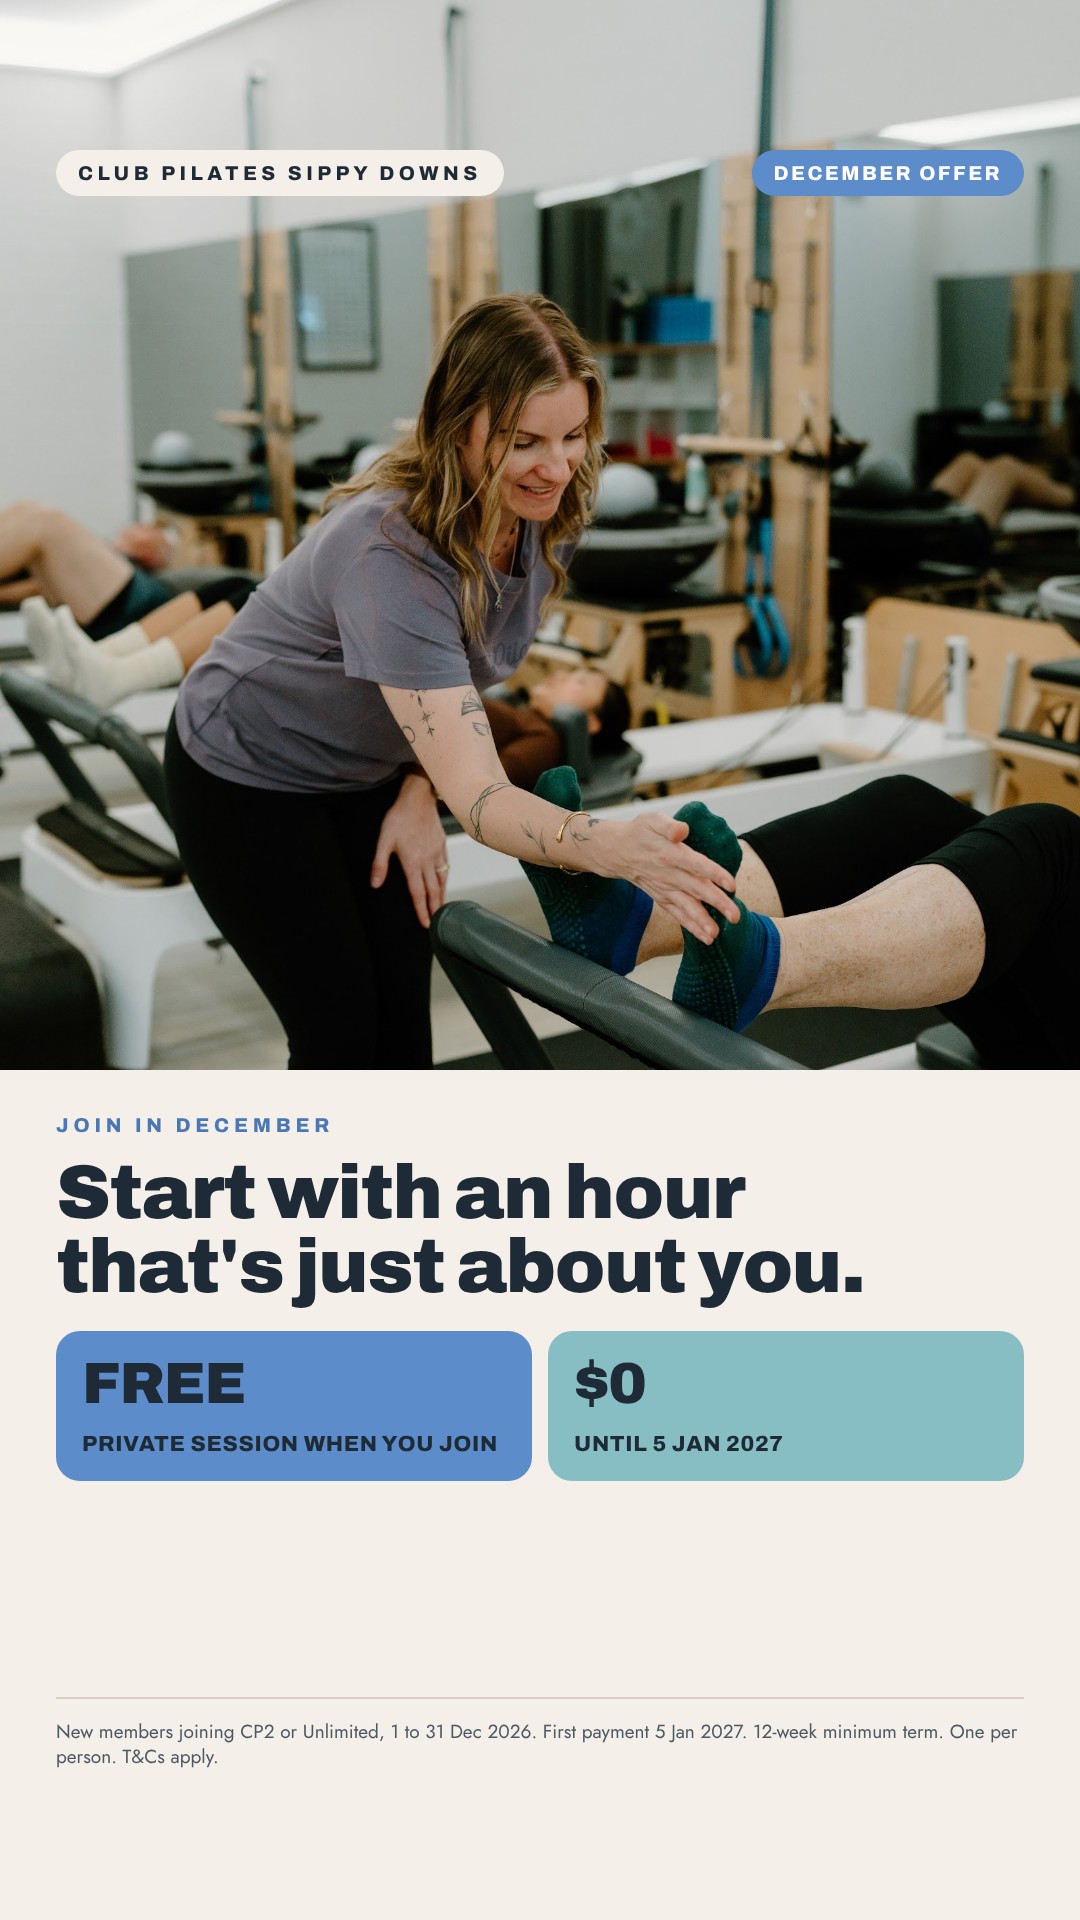 CLUB PILATES SIPPY DOWNS
DECEMBER OFFER
JOIN IN DECEMBER
Start with an hour
that's just about you.
FREE
PRIVATE SESSION WHEN YOU JOIN
$0
UNTIL 5 JAN 2027
New members joining CP2 or Unlimited, 1 to 31 Dec 2026. First payment 5 Jan 2027. 12-week minimum term. One per
person. T&Cs apply.